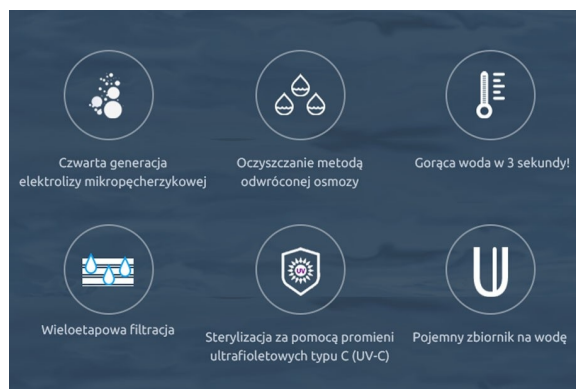 Czwarta generacja
elektrolizy mikropęcherzykowej
Oczyszczanie metodą
odwróconej osmozy
Gorąca woda w 3 sekundy!
UV
Wieloetapowa filtracja
Sterylizacja za pomocą promieni
ultrafioletowych typu C (UV-C)
Pojemny zbiornik na wodę